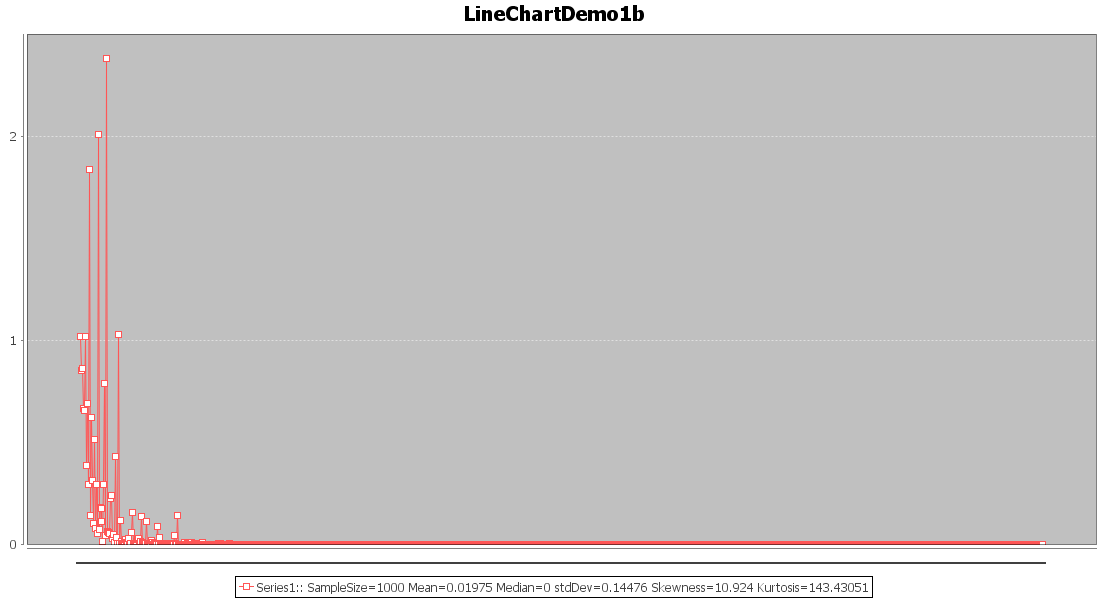 LineChartDemo1b
2
1
0
Series1:: SampleSize=1000 Mean=0.01975 Median=0 stdDev=0.14476 Skewness=10.924 Kurtosis=143.43051